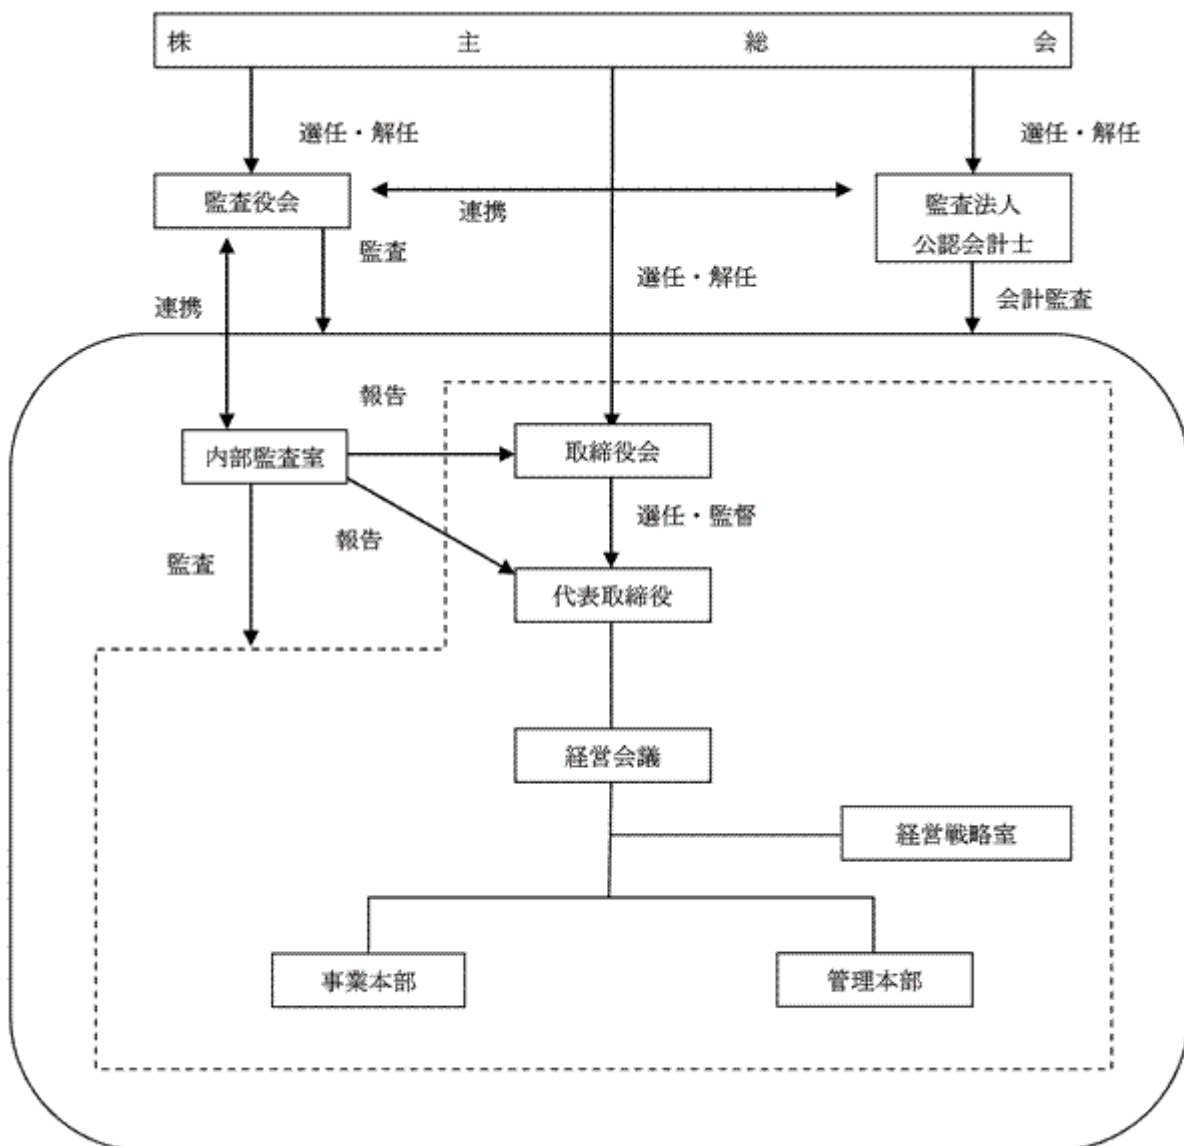 株主総会
選任・解任
選任・解任
監査役会
連携
監査法人
公認会計士
監査
選任・解任
連携
会計監査
報告
内部監査室
取締役会
選任・監督
報告
監査
代表取締役
経営会議
経営戦略室
事業本部
管理本部